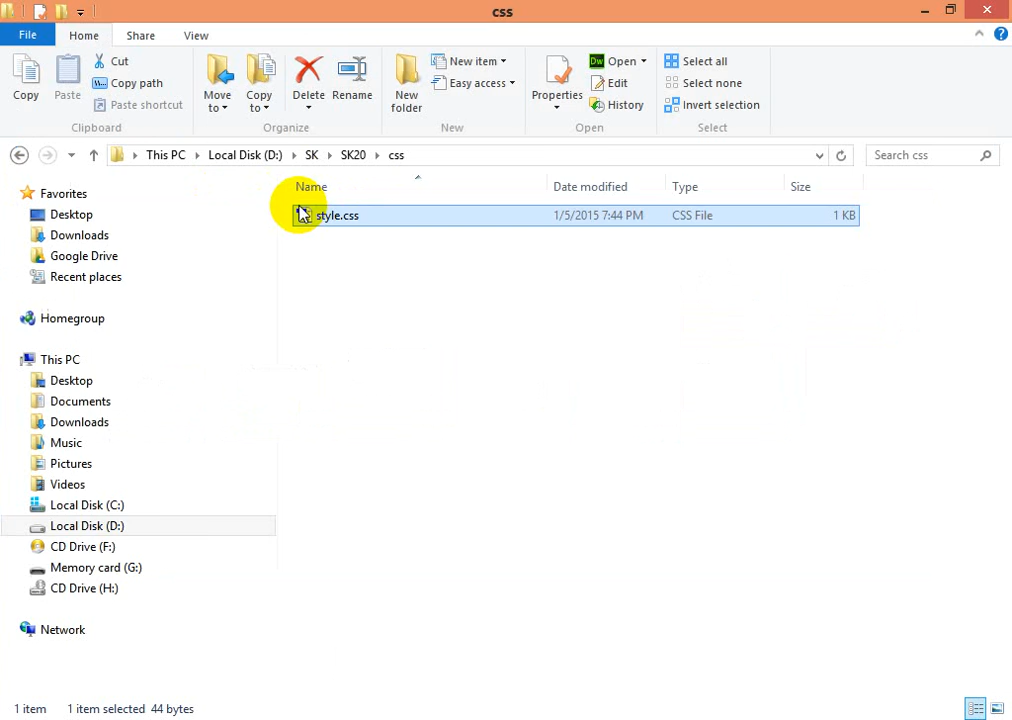 css
File Home Share View
Copy
Paste
Cut
Copy path
Paste shortcut
Clipboard
Move to
Copy to
Delete
Rename
Organize
New folder
New item
Easy access
New
Properties
Open
Edit
History
Open
Select all
Select none
Invert selection
Select
This PC Local Disk (D:) SK SK20 css
Search css
Name Date modified Type Size
style.css 1/5/2015 7:44 PM CSS File 1 KB
Favorites
Desktop
Downloads
Google Drive
Recent places
Homegroup
This PC
Desktop
Documents
Downloads
Music
Pictures
Videos
Local Disk (C:)
Local Disk (D:)
CD Drive (F:)
Memory card (G:)
CD Drive (H:)
Network
1 item 1 item selected 44 bytes